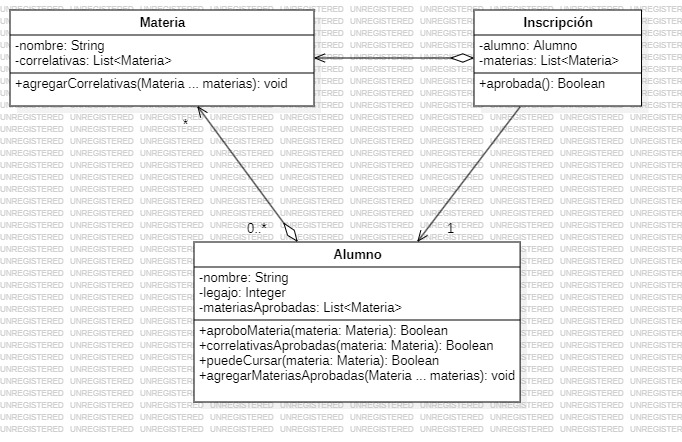 Materia
-nombre: String
-correlativas: List<Materia>
+agregarCorrelativas(Materia ... materias): void
Inscripción
-alumno: Alumno
-materias: List<Materia>
+aprobada(): Boolean
*
0..*
1
Alumno
-nombre: String
-legajo: Integer
-materiasAprobadas: List<Materia>
+aproboMateria(materia: Materia): Boolean
+correlativasAprobadas(materia: Materia): Boolean
+puedeCursar(materia: Materia): Boolean
+agregarMateriasAprobadas(Materia ... materias): void
UNREGISTERED